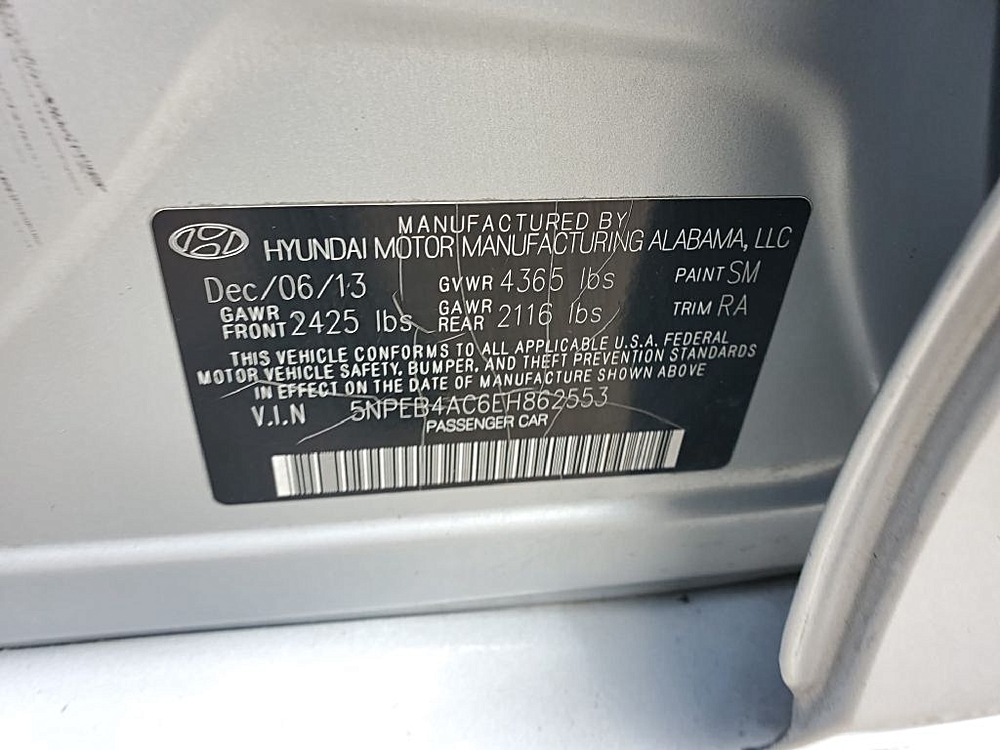 MANUFACTURED BY
HYUNDAI MOTOR MANUFACTURING ALABAMA, LLC
Dec/06/13 GVWR 4365 lbs PAINT SM
GAWR FRONT 2425 lbs GAWR REAR 2116 lbs TRIM RA
THIS VEHICLE CONFORMS TO ALL APPLICABLE U.S.A. FEDERAL
MOTOR VEHICLE SAFETY, BUMPER, AND THEFT PREVENTION STANDARDS
IN EFFECT ON THE DATE OF MANUFACTURE SHOWN ABOVE
V.I.N 5NPEB4AC6EH862553
PASSENGER CAR